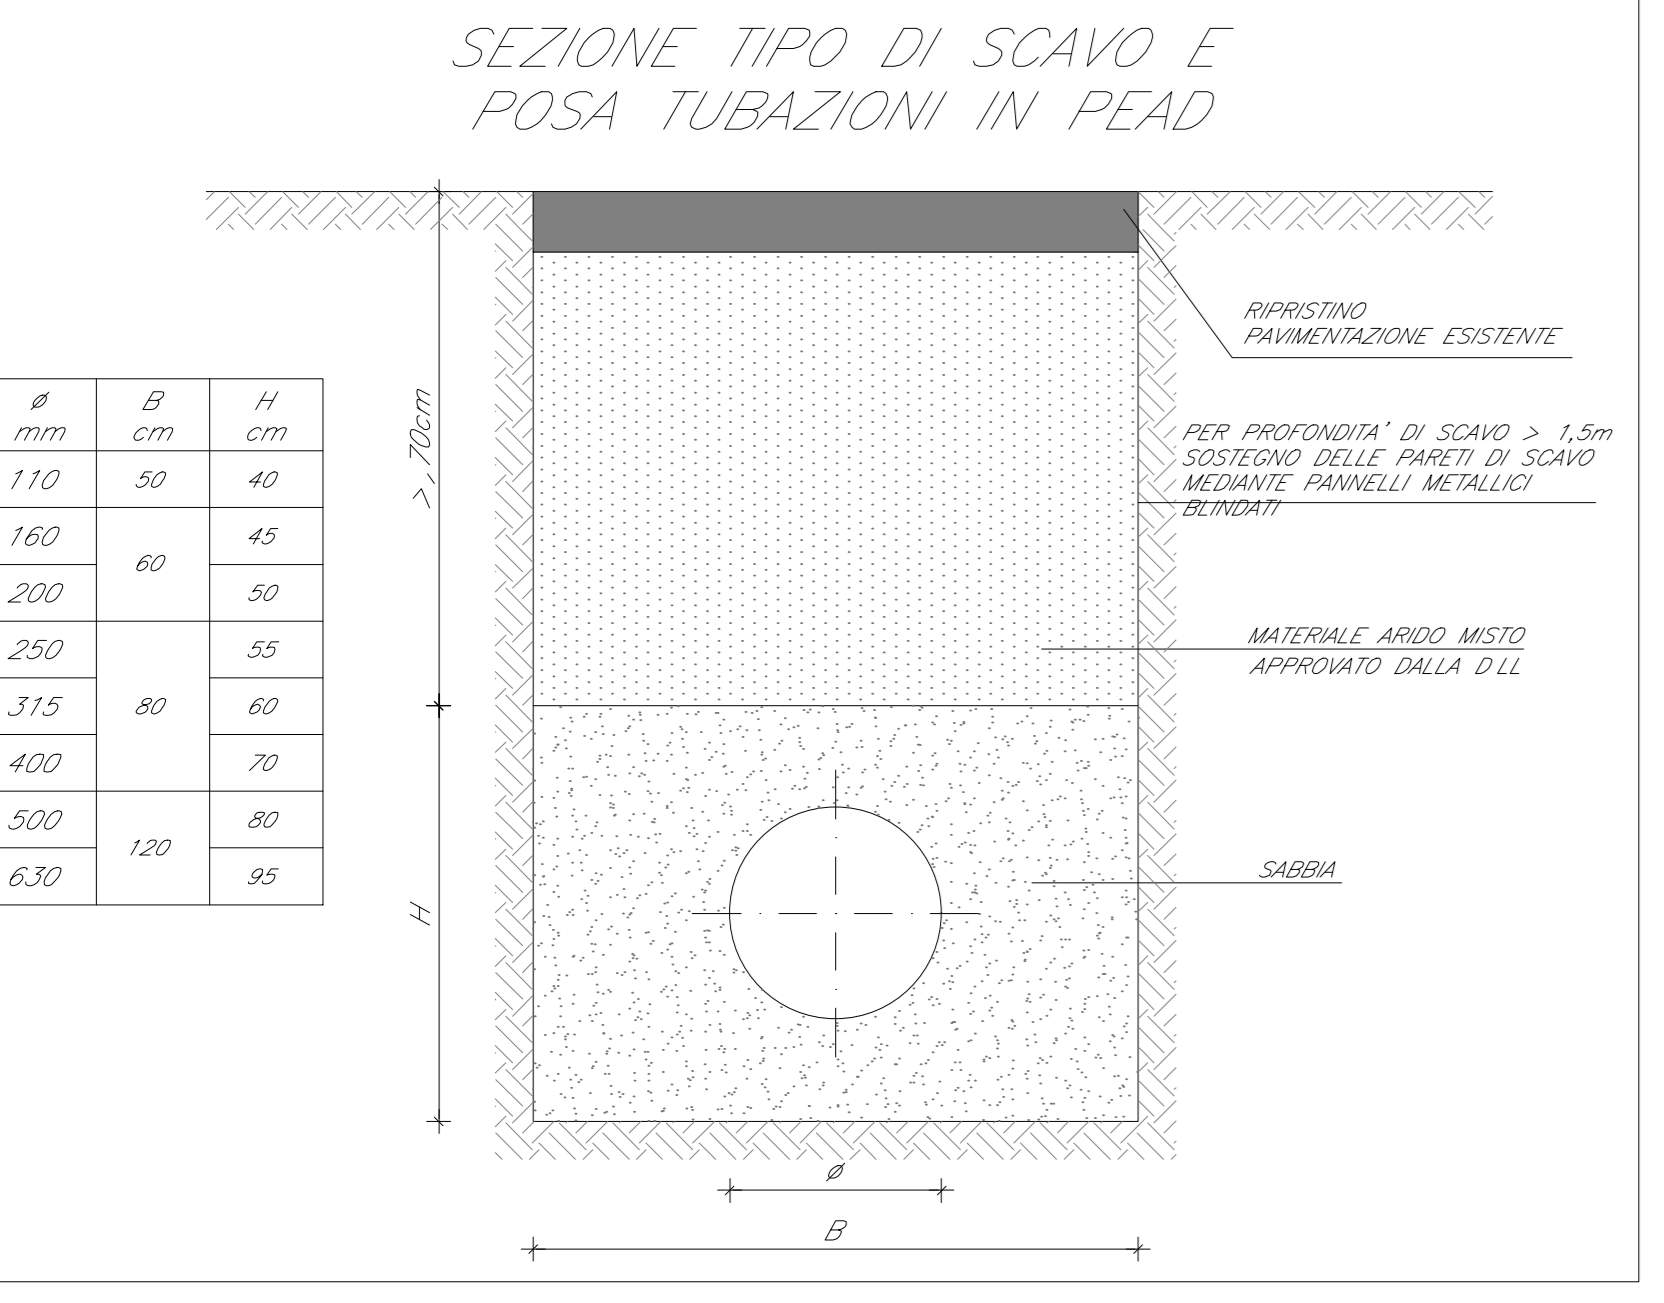 SEZIONE TIPO DI SCAVO E
POSA TUBAZIONI IN PEAD
ø B H
mm cm cm
110 50 40
160 60 45
200 50
250 80 55
315 60
400 70
500 120 80
630 95
>,70cm
H
RIPRISTINO
PAVIMENTAZIONE ESISTENTE
PER PROFONDITA' DI SCAVO > 1,5m
SOSTEGNO DELLE PARETI DI SCAVO
MEDIANTE PANNELLI METALLICI
BLINDATI
MATERIALE ARIDO MISTO
APPROVATO DALLA D LL
SABBIA
ø
B